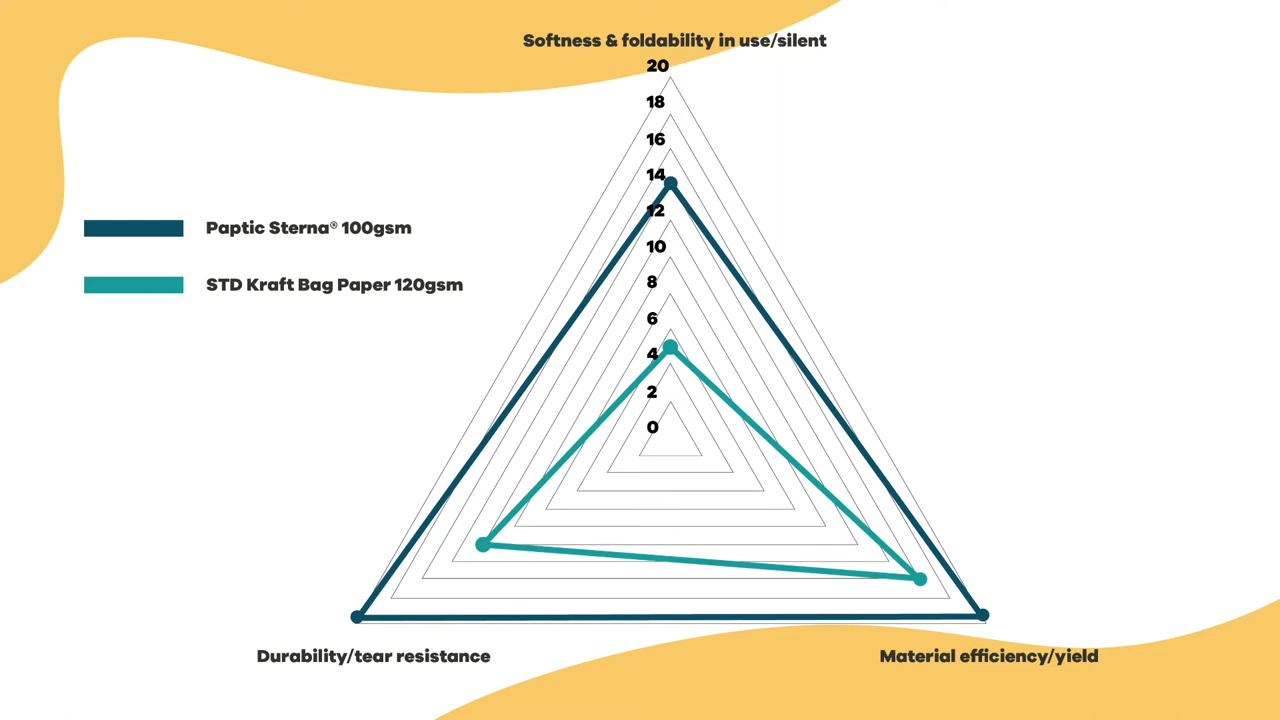 Softness & foldability in use/silent
20
18
16
14
12
10
8
6
4
2
0
Paptic Sterna® 100gsm
STD Kraft Bag Paper 120gsm
Durability/tear resistance
Material efficiency/yield